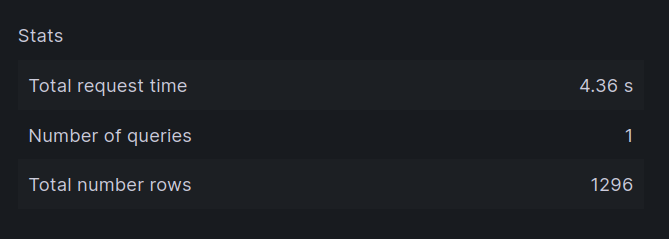 Stats
Total request time 4.36 s
Number of queries 1
Total number rows 1296